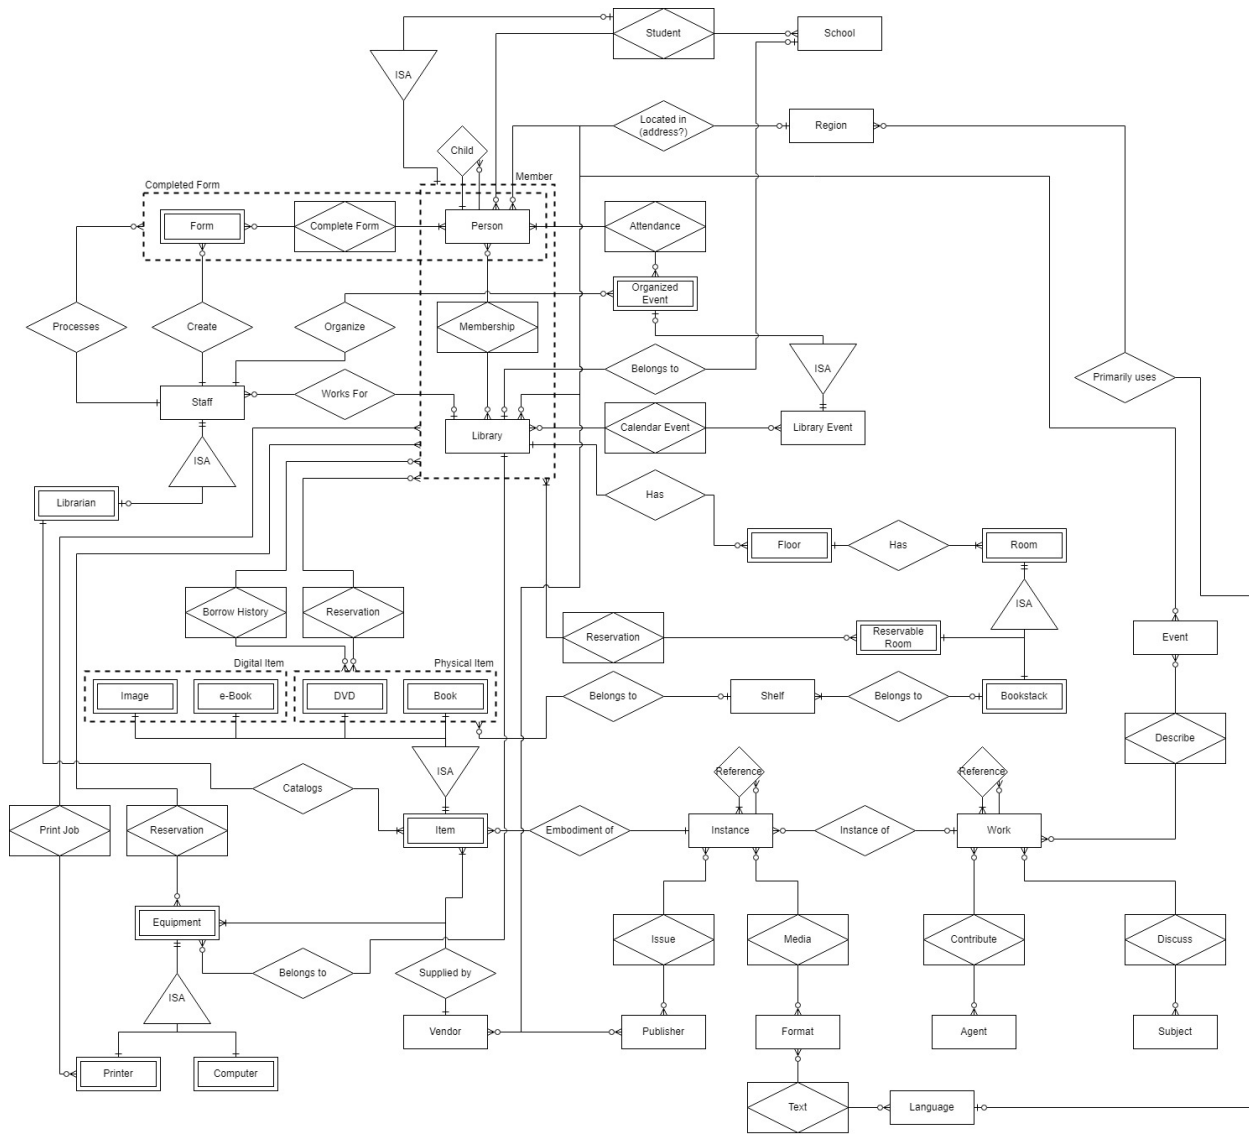 Student
School
ISA
Located in
(address?)
Region
Child
Member
Completed Form
Form
Complete Form
Person
Attendance
Organized
Event
Processes
Create
Organize
Membership
ISA
Belongs to
Primarily uses
Staff
Works For
Library
Calendar Event
Library Event
ISA
Librarian
Has
Floor
Has
Room
ISA
Borrow History
Reservation
Reservation
Reservable
Room
Event
Digital Item
Physical Item
Image
e-Book
DVD
Book
Belongs to
Shelf
Belongs to
Bookstack
Describe
ISA
Reference
Reference
Catalogs
Print Job
Reservation
Item
Embodiment of
Instance
Instance of
Work
Equipment
Issue
Media
Contribute
Discuss
Belongs to
Supplied by
ISA
Vendor
Publisher
Format
Agent
Subject
Printer
Computer
Text
Language